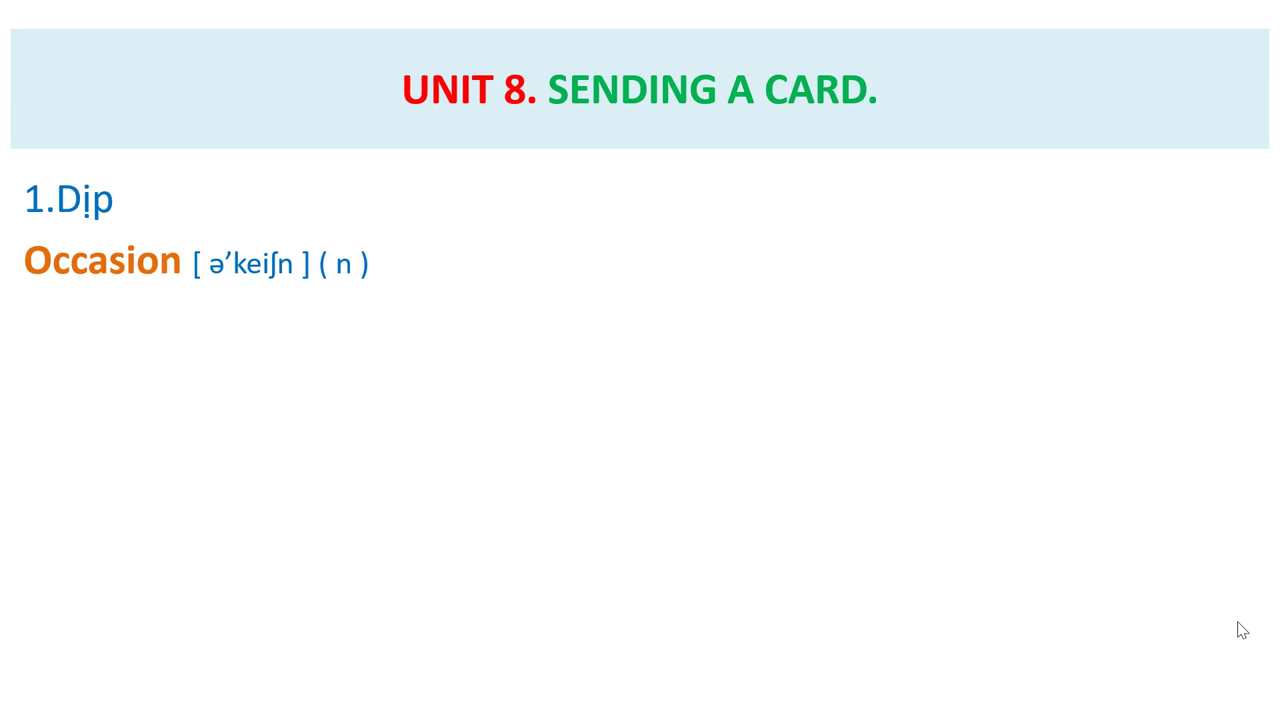 UNIT 8. SENDING A CARD.
1.Dịp
Occasion [ ə’keiʃn ] ( n )